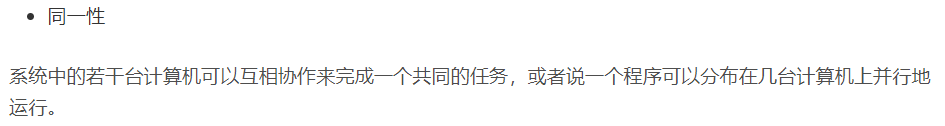 • 同一性
系统中的若干台计算机可以互相协作来完成一个共同的任务，或者说一个程序可以分布在几台计算机上并行地
运行。